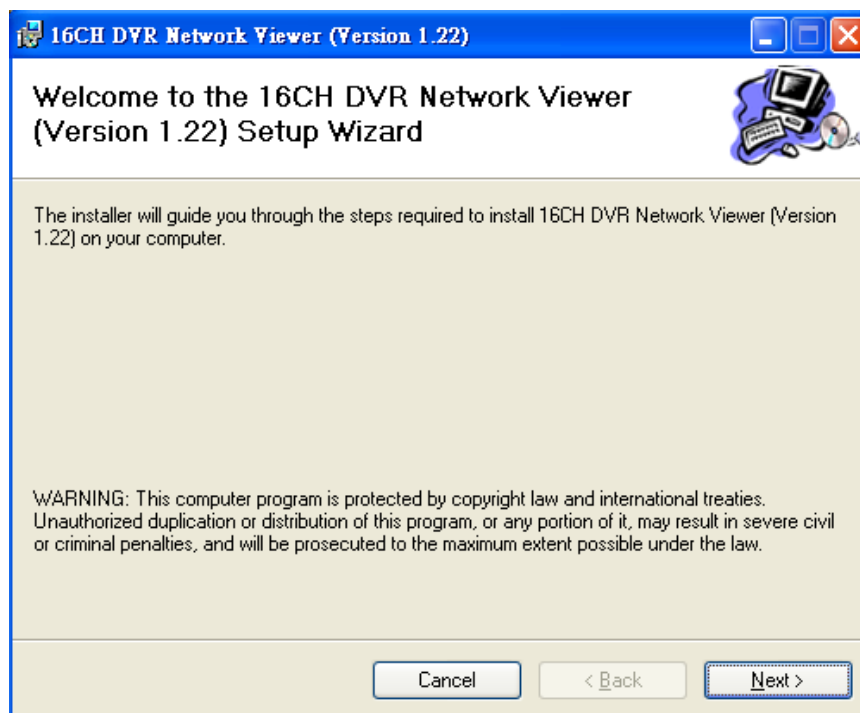 16CH DVR Network Viewer (Version 1.22)
Welcome to the 16CH DVR Network Viewer
(Version 1.22) Setup Wizard
The installer will guide you through the steps required to install 16CH DVR Network Viewer (Version
1.22) on your computer.
WARNING: This computer program is protected by copyright law and international treaties.
Unauthorized duplication or distribution of this program, or any portion of it, may result in severe civil
or criminal penalties, and will be prosecuted to the maximum extent possible under the law.
Cancel
< Back
Next >